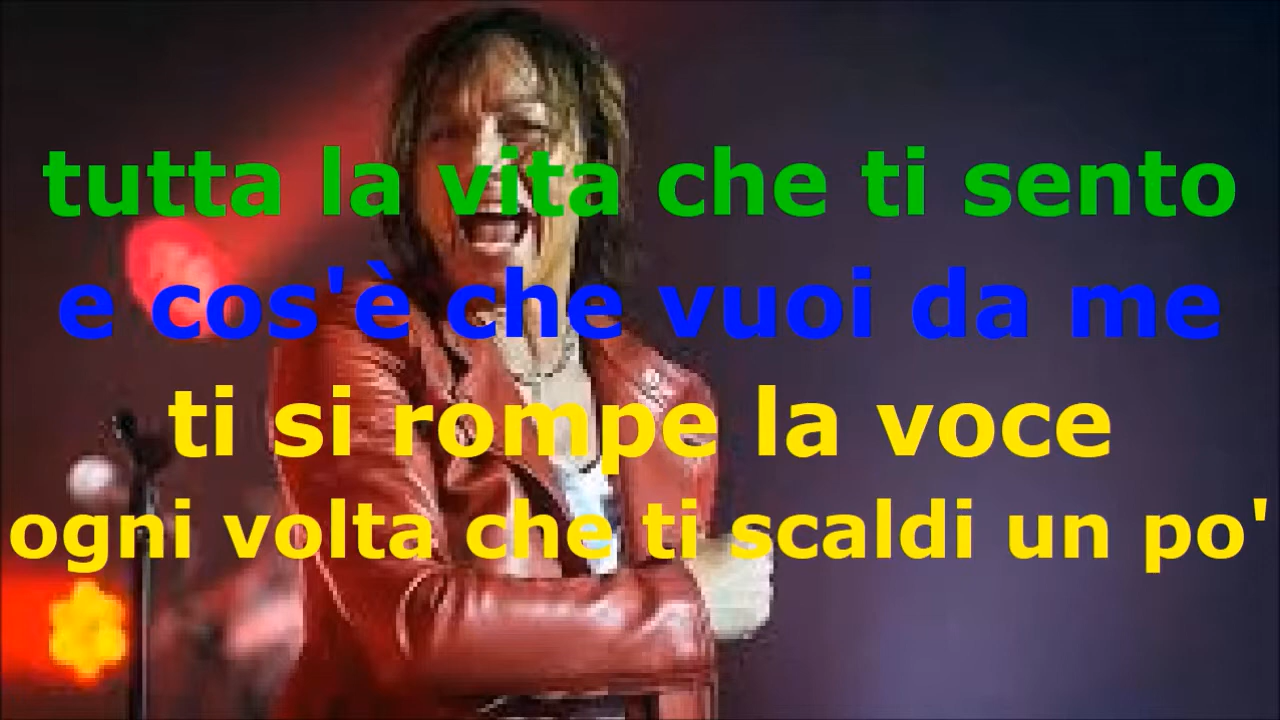 tutta la vita che ti sento
e cos'è che vuoi da me
ti si rompe la voce
ogni volta che ti scaldi un po'